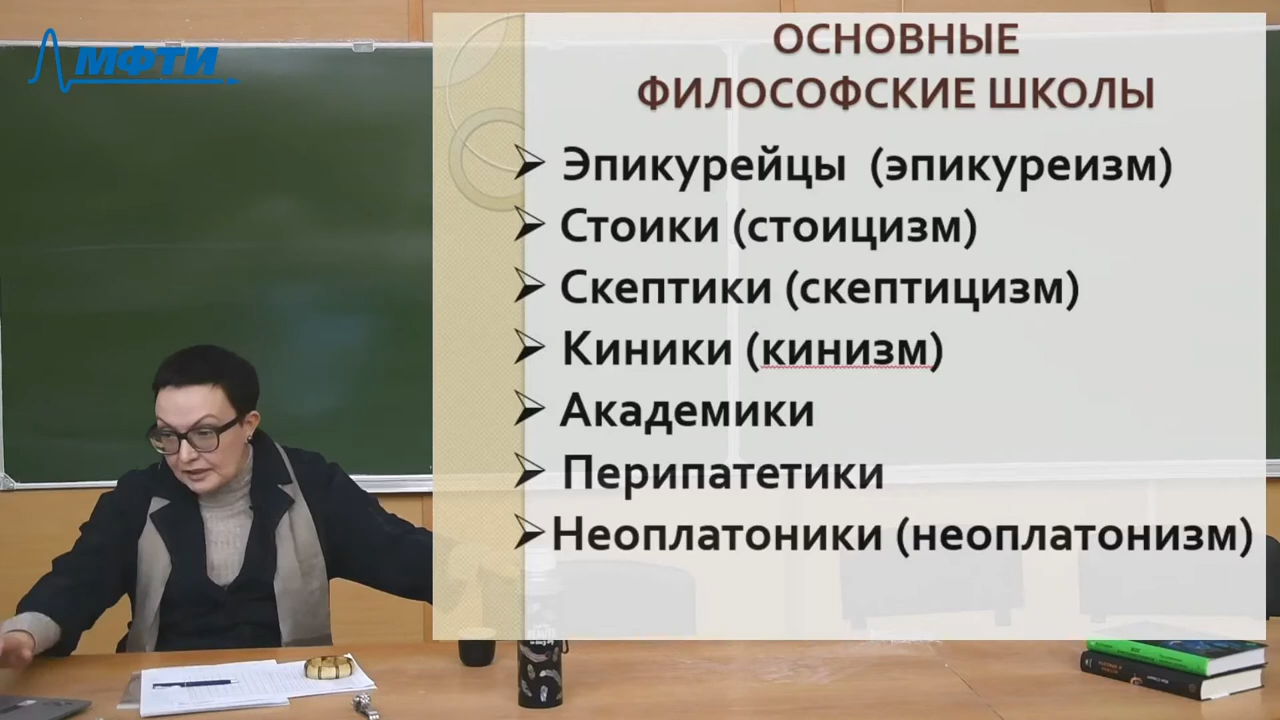 МФТИ
ОСНОВНЫЕ
ФИЛОСОФСКИЕ ШКОЛЫ
Эпикурейцы (эпикуреизм)
Стоики (стоицизм)
Скептики (скептицизм)
Киники (кинизм)
Академики
Перипатетики
Неоплатоники (неоплатонизм)